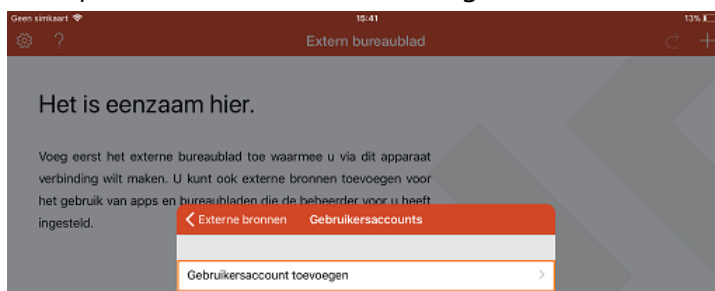 Geen simkaart 15:41 13%
? Extern bureaublad
Het is eenzaam hier.
Voeg eerst het externe bureaublad toe waarmee u via dit apparaat
verbinding wilt maken. U kunt ook externe bronnen toevoegen voor
het gebruik van apps en bureaubladen die de beheerder voor u heeft
ingesteld.
Externe bronnen Gebruikersaccounts
Gebruikersaccount toevoegen